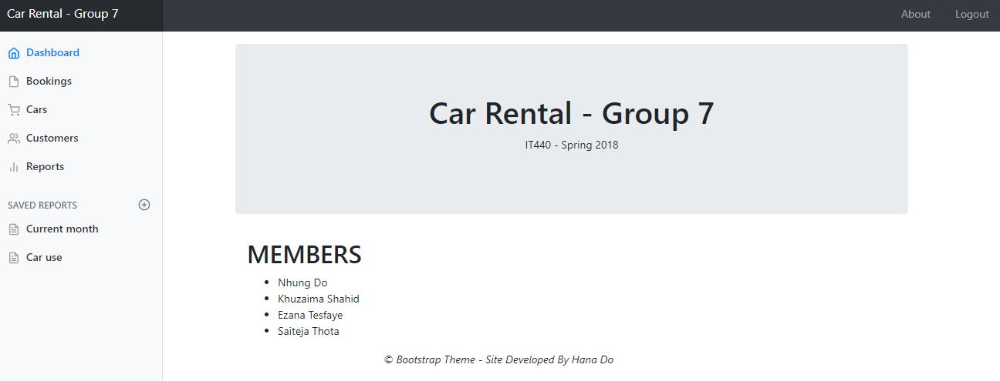 Car Rental - Group 7
About Logout
Dashboard
Bookings
Cars
Customers
Reports
SAVED REPORTS
Current month
Car use
Car Rental - Group 7
IT440 - Spring 2018
MEMBERS
Nhung Do
Khuzaima Shahid
Ezana Tesfaye
Saiteja Thota
© Bootstrap Theme - Site Developed By Hana Do